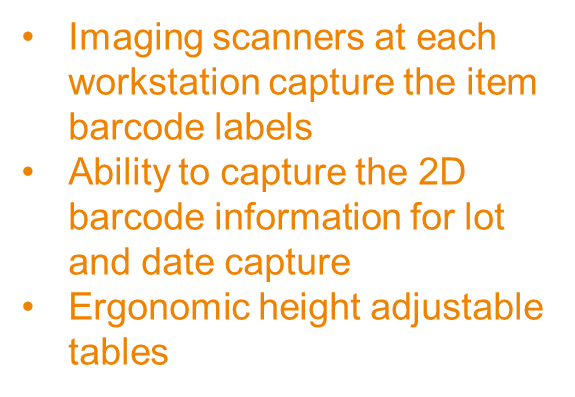 • Imaging scanners at each
workstation capture the item
barcode labels
• Ability to capture the 2D
barcode information for lot
and date capture
• Ergonomic height adjustable
tables